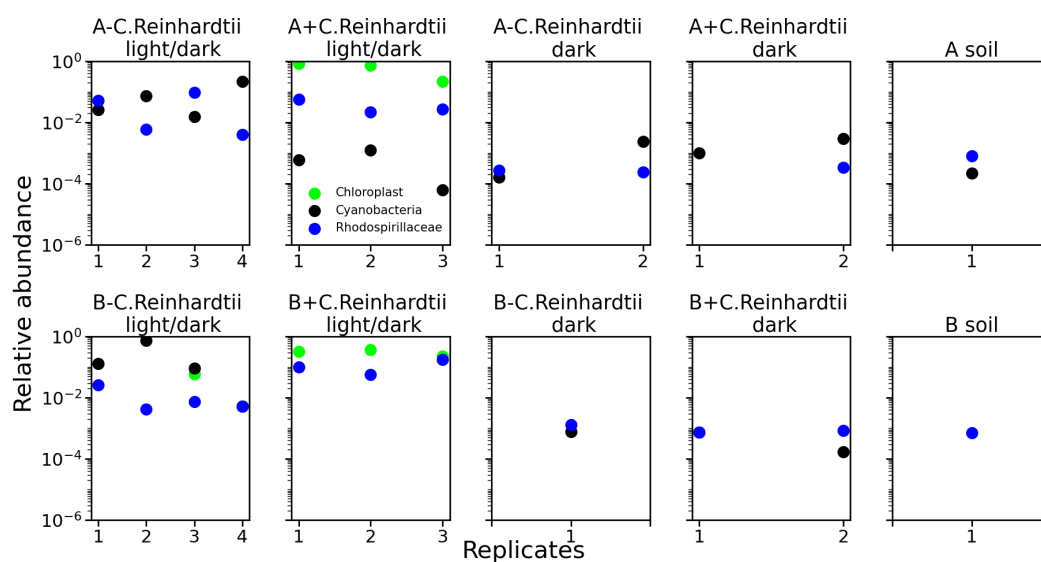 A-C.Reinhardtii
light/dark
A+C.Reinhardtii
light/dark
A-C.Reinhardtii
dark
A+C.Reinhardtii
dark
A soil
10^0
10^-2
10^-4
10^-6
Chloroplast
Cyanobacteria
Rhodospirillaceae
1 2 3 4
1 2 3
1 2
1 2
1
Relative abundance
B-C.Reinhardtii
light/dark
B+C.Reinhardtii
light/dark
B-C.Reinhardtii
dark
B+C.Reinhardtii
dark
B soil
10^0
10^-2
10^-4
10^-6
1 2 3 4
1 2 3
1
1 2
1
Replicates